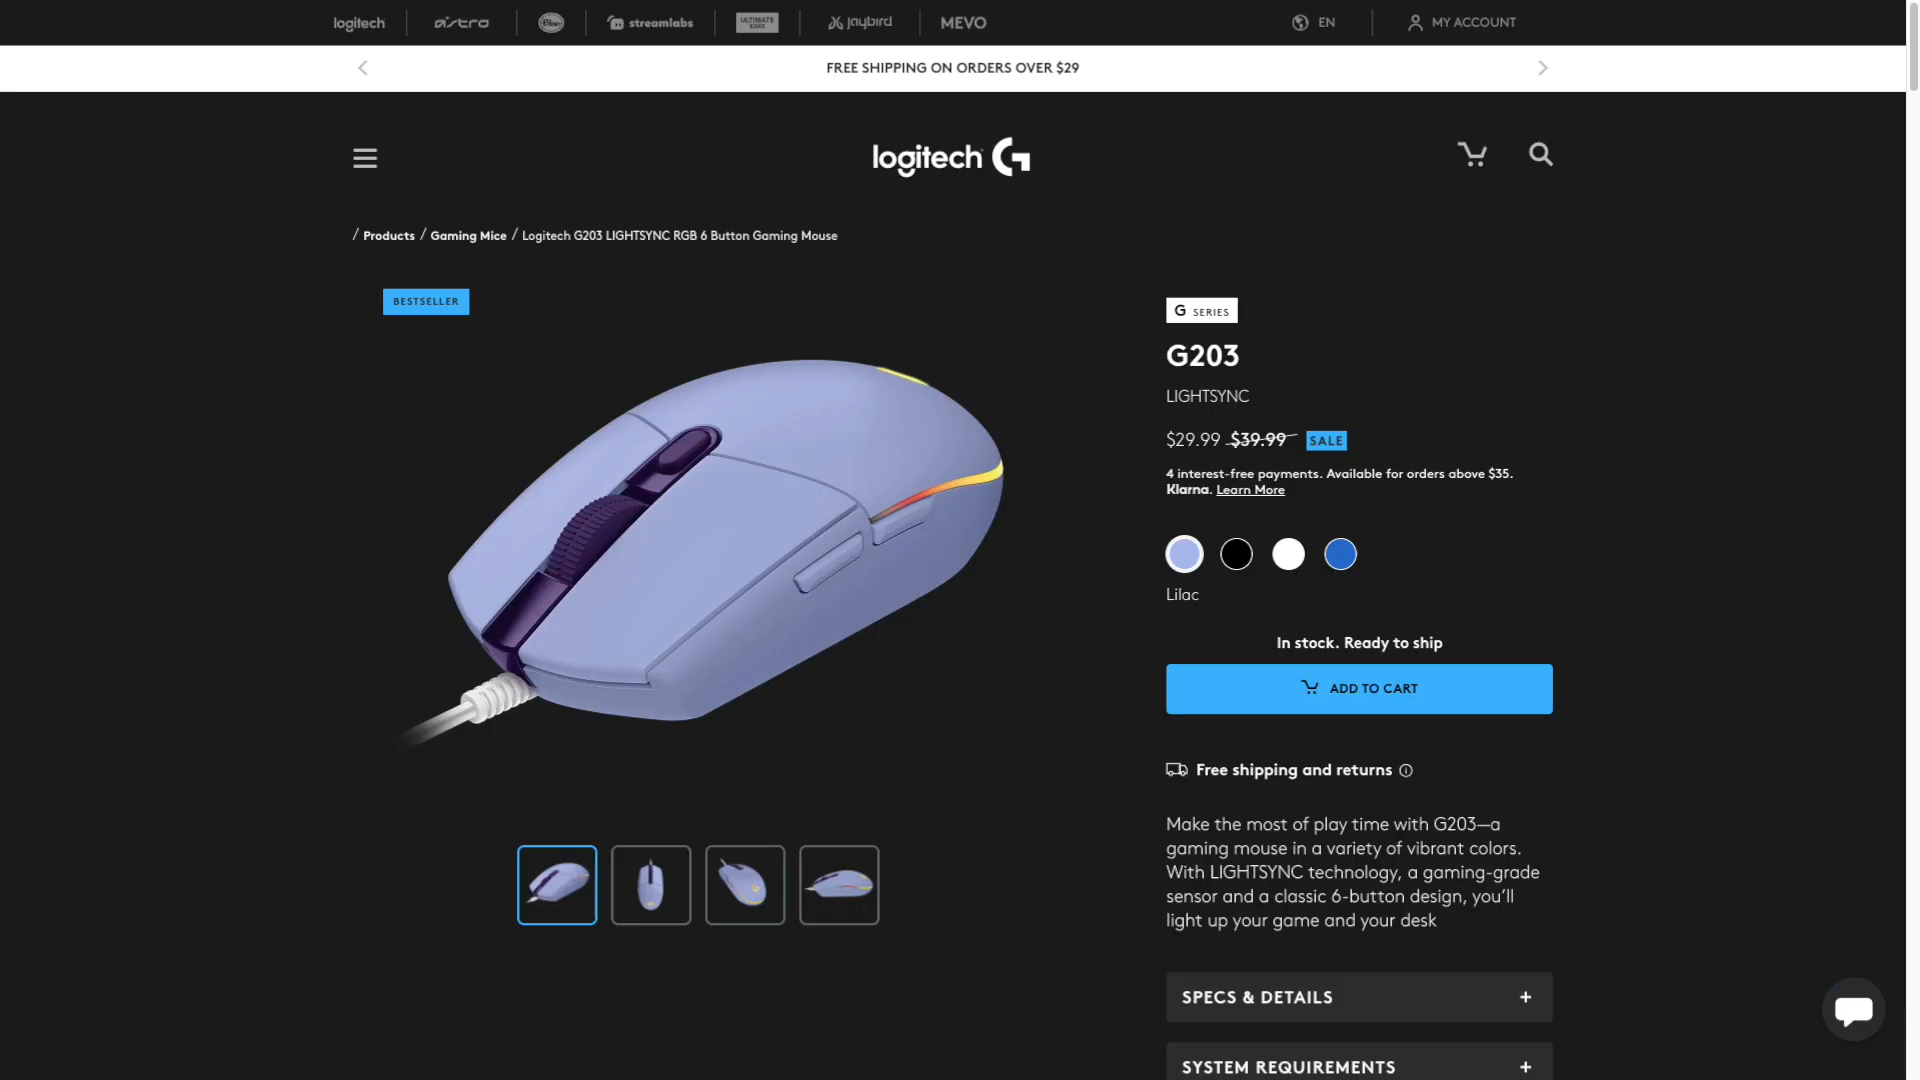 logitech astro Blue streamlabs ULTIMATE EARS jaybird MEVO EN MY ACCOUNT
FREE SHIPPING ON ORDERS OVER $29
logitech G
/ Products / Gaming Mice / Logitech G203 LIGHTSYNC RGB 6 Button Gaming Mouse
BESTSELLER
G SERIES
G203
LIGHTSYNC
$29.99 $39.99 SALE
4 interest-free payments. Available for orders above $35.
Klarna. Learn More
Lilac
In stock. Ready to ship
ADD TO CART
Free shipping and returns
Make the most of play time with G203—a
gaming mouse in a variety of vibrant colors.
With LIGHTSYNC technology, a gaming-grade
sensor and a classic 6-button design, you’ll
light up your game and your desk
SPECS & DETAILS +
SYSTEM REQUIREMENTS +